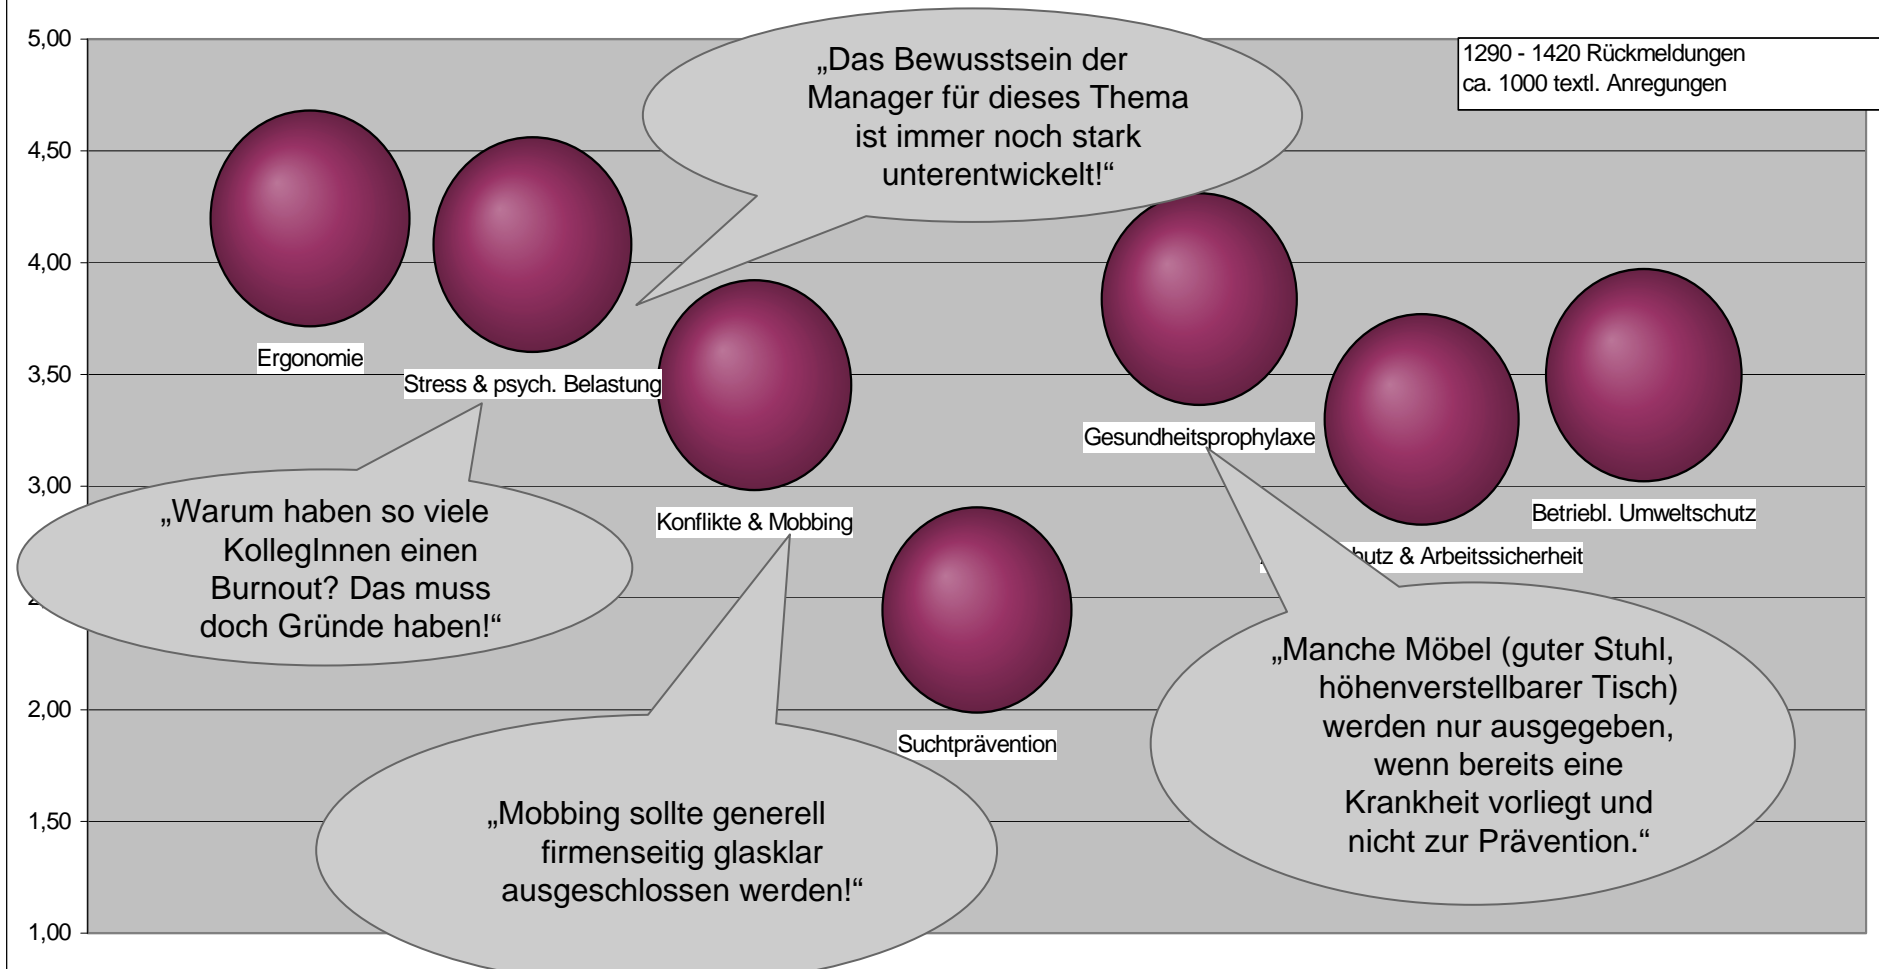 5,00
4,50
4,00
3,50
3,00
2,00
1,50
1,00
1290 - 1420 Rückmeldungen
ca. 1000 textl. Anregungen
„Das Bewusstsein der
Manager für dieses Thema
ist immer noch stark
unterentwickelt!“
Ergonomie
Stress & psych. Belastung
Gesundheitsprophylaxe
Konflikte & Mobbing
Betriebl. Umweltschutz
& Arbeitssicherheit
„Warum haben so viele
KollegInnen einen
Burnout? Das muss
doch Gründe haben!“
Suchtprävention
„Manche Möbel (guter Stuhl,
höhenverstellbarer Tisch)
werden nur ausgegeben,
wenn bereits eine
Krankheit vorliegt und
nicht zur Prävention.“
„Mobbing sollte generell
firmenseitig glasklar
ausgeschlossen werden!“